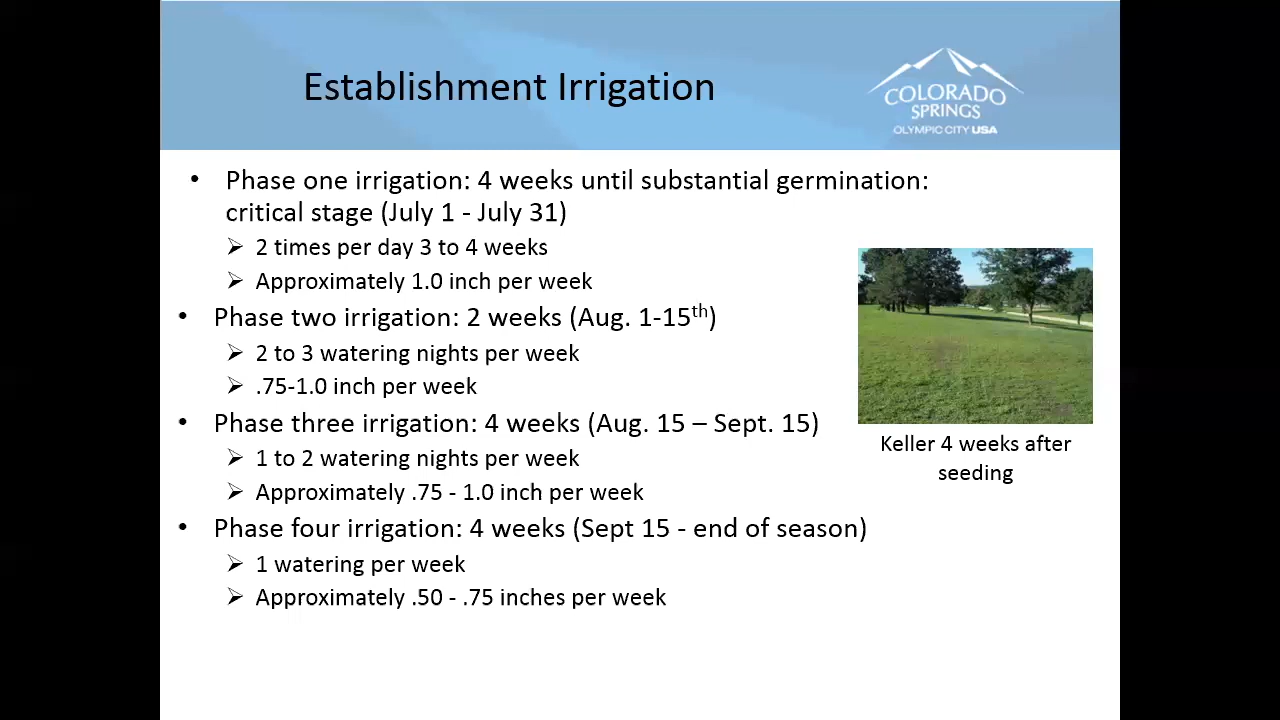 Establishment Irrigation
COLORADO
SPRINGS
OLYMPIC CITY USA
• Phase one irrigation: 4 weeks until substantial germination:
critical stage (July 1 - July 31)
➢ 2 times per day 3 to 4 weeks
➢ Approximately 1.0 inch per week
• Phase two irrigation: 2 weeks (Aug. 1-15th)
➢ 2 to 3 watering nights per week
➢ .75-1.0 inch per week
• Phase three irrigation: 4 weeks (Aug. 15 – Sept. 15)
➢ 1 to 2 watering nights per week
➢ Approximately .75 - 1.0 inch per week
• Phase four irrigation: 4 weeks (Sept 15 - end of season)
➢ 1 watering per week
➢ Approximately .50 - .75 inches per week
Keller 4 weeks after
seeding